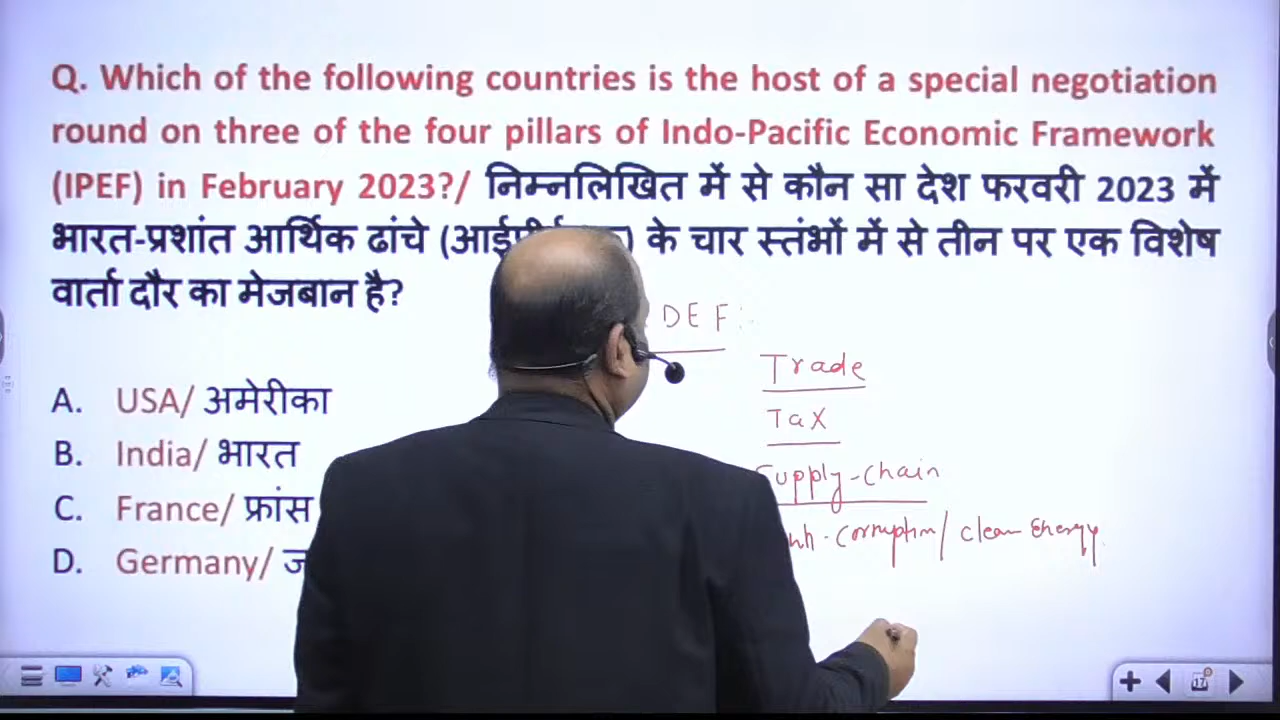 Q. Which of the following countries is the host of a special negotiation
round on three of the four pillars of Indo-Pacific Economic Framework
(IPEF) in February 2023?/ निम्नलिखित में से कौन सा देश फरवरी 2023 में
भारत-प्रशांत आर्थिक ढांचे के चार स्तंभों में से तीन पर एक विशेष
वार्ता दौर का मेजबान है?
DEF:
A. USA/ अमेरीका
B. India/ भारत
C. France/ फ्रांस
D. Germany/
Trade
Tax
Supply-Chain
corruption/ clean Energy.
17